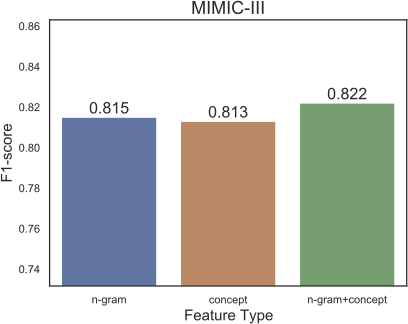 MIMIC-III
0.86
0.84
0.82
0.80
0.78
0.76
0.74
F1-score
0.815
0.813
0.822
n-gram
concept
n-gram+concept
Feature Type